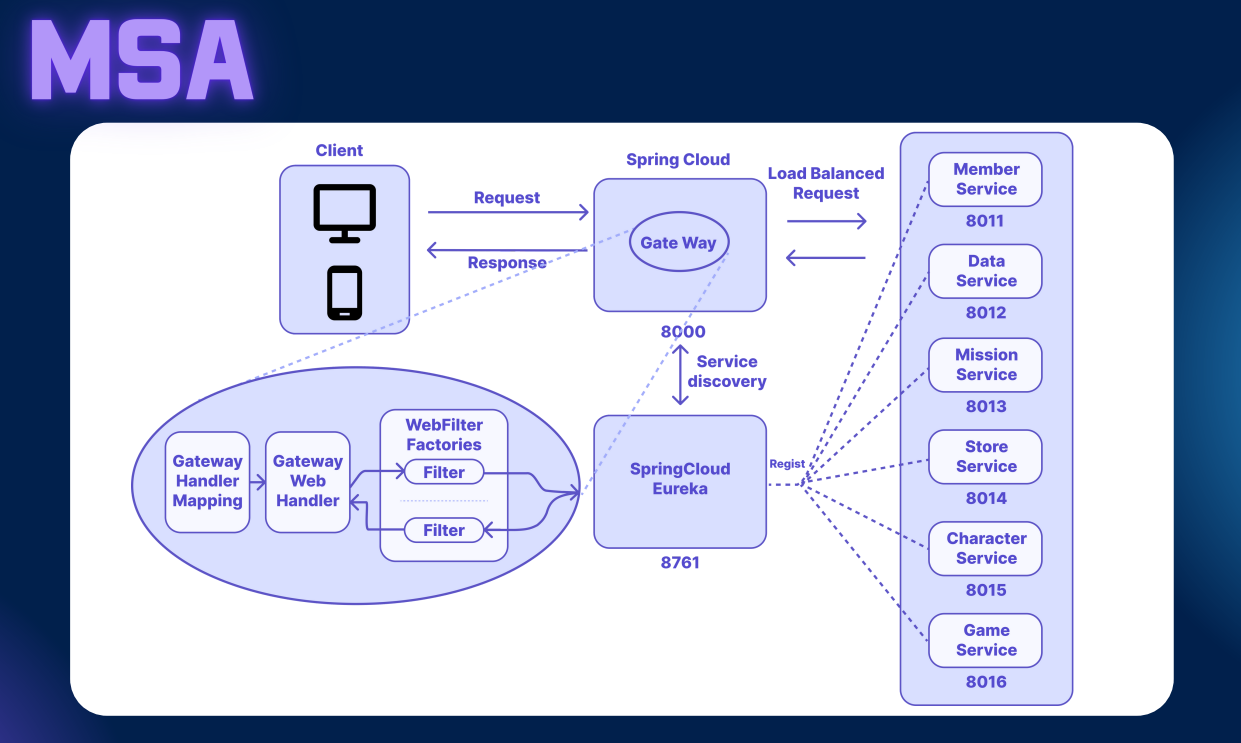 MSA
Client
Request
Response
Spring Cloud
Gate Way
8000
Load Balanced
Request
Service
discovery
SpringCloud
Eureka
8761
Regist
Gateway
Handler
Mapping
Gateway
Web
Handler
WebFilter
Factories
Filter
Filter
Member
Service
8011
Data
Service
8012
Mission
Service
8013
Store
Service
8014
Character
Service
8015
Game
Service
8016